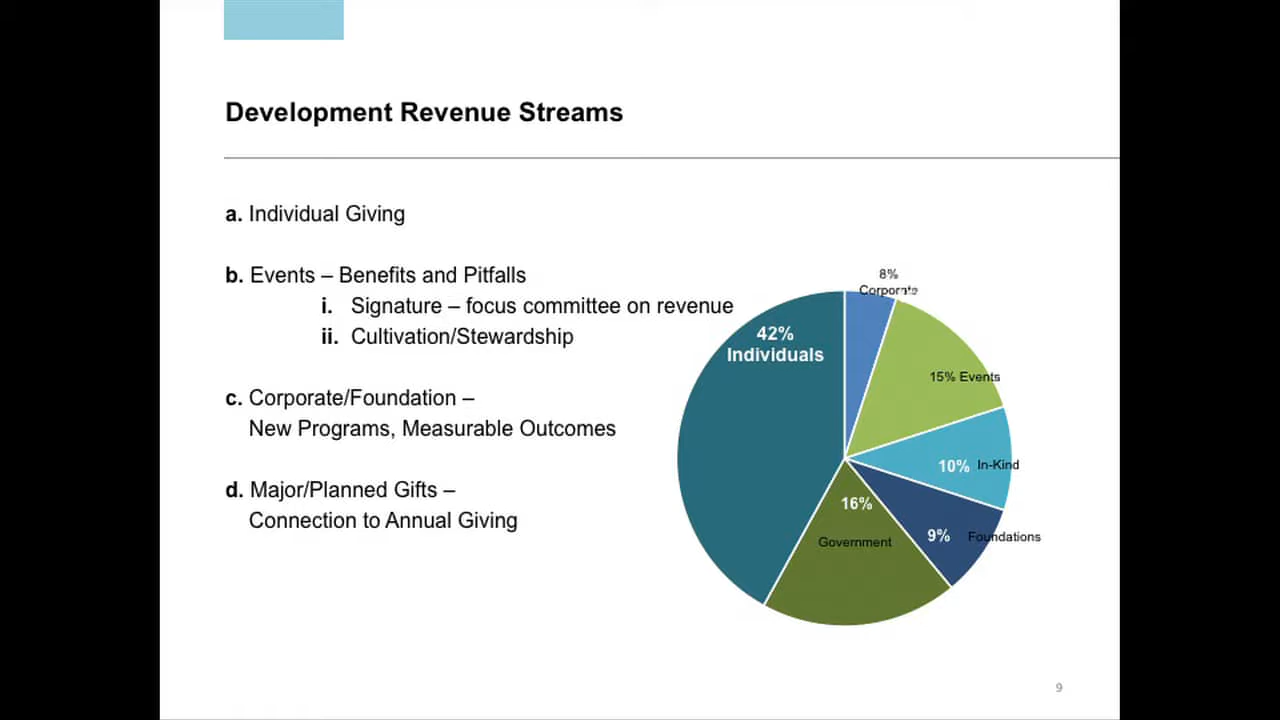 Development Revenue Streams
a. Individual Giving
b. Events – Benefits and Pitfalls
i. Signature – focus committee on revenue
ii. Cultivation/Stewardship
c. Corporate/Foundation –
New Programs, Measurable Outcomes
d. Major/Planned Gifts –
Connection to Annual Giving
8%
Corporate
42%
Individuals
15% Events
10% In-Kind
16%
Government
9% Foundations
9